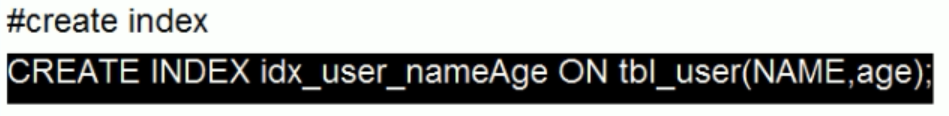 #create index
CREATE INDEX idx_user_nameAge ON tbl_user(NAME,age);